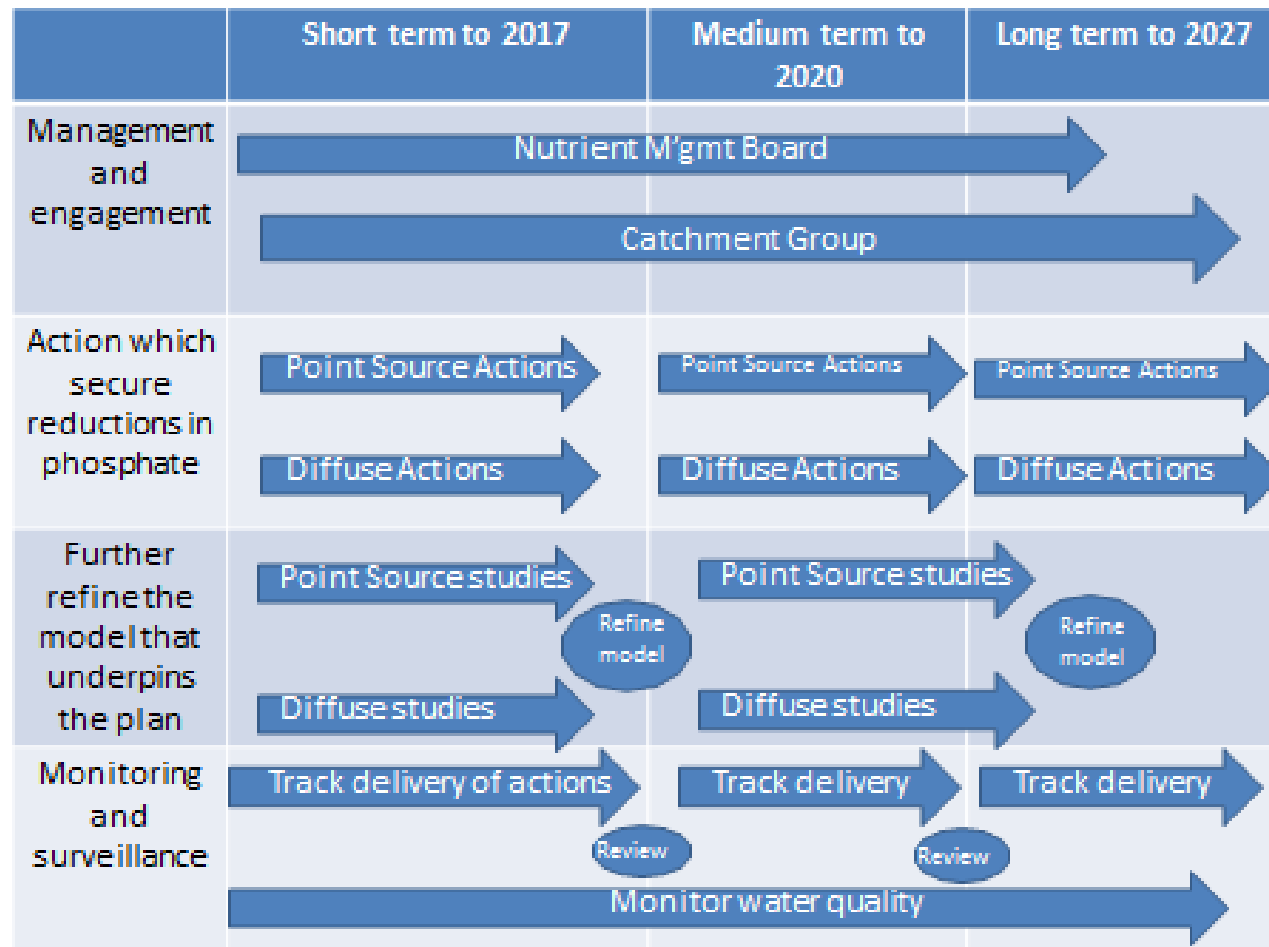 Short term to 2017
Medium term to
2020
Long term to 2027
Management
and
engagement
Nutrient M'gmt Board
Catchment Group
Action which
secure
reductions in
phosphate
Point Source Actions
Point Source Actions
Point Source Actions
Diffuse Actions
Diffuse Actions
Diffuse Actions
Further
refine the
model that
underpins
the plan
Point Source studies
Point Source studies
Refine
model
Refine
model
Diffuse studies
Diffuse studies
Monitoring
and
surveillance
Track delivery of actions
Track delivery
Track delivery
Review
Review
Monitor water quality